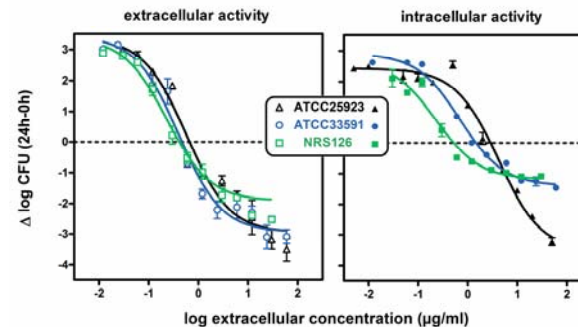 extracellular activity
intracellular activity
Δ log CFU (24h-0h)
3
2
1
0
-1
-2
-3
-4
ATCC25923
ATCC33591
NRS126
-2 -1 0 1 2
-2 -1 0 1 2
log extracellular concentration (µg/ml)